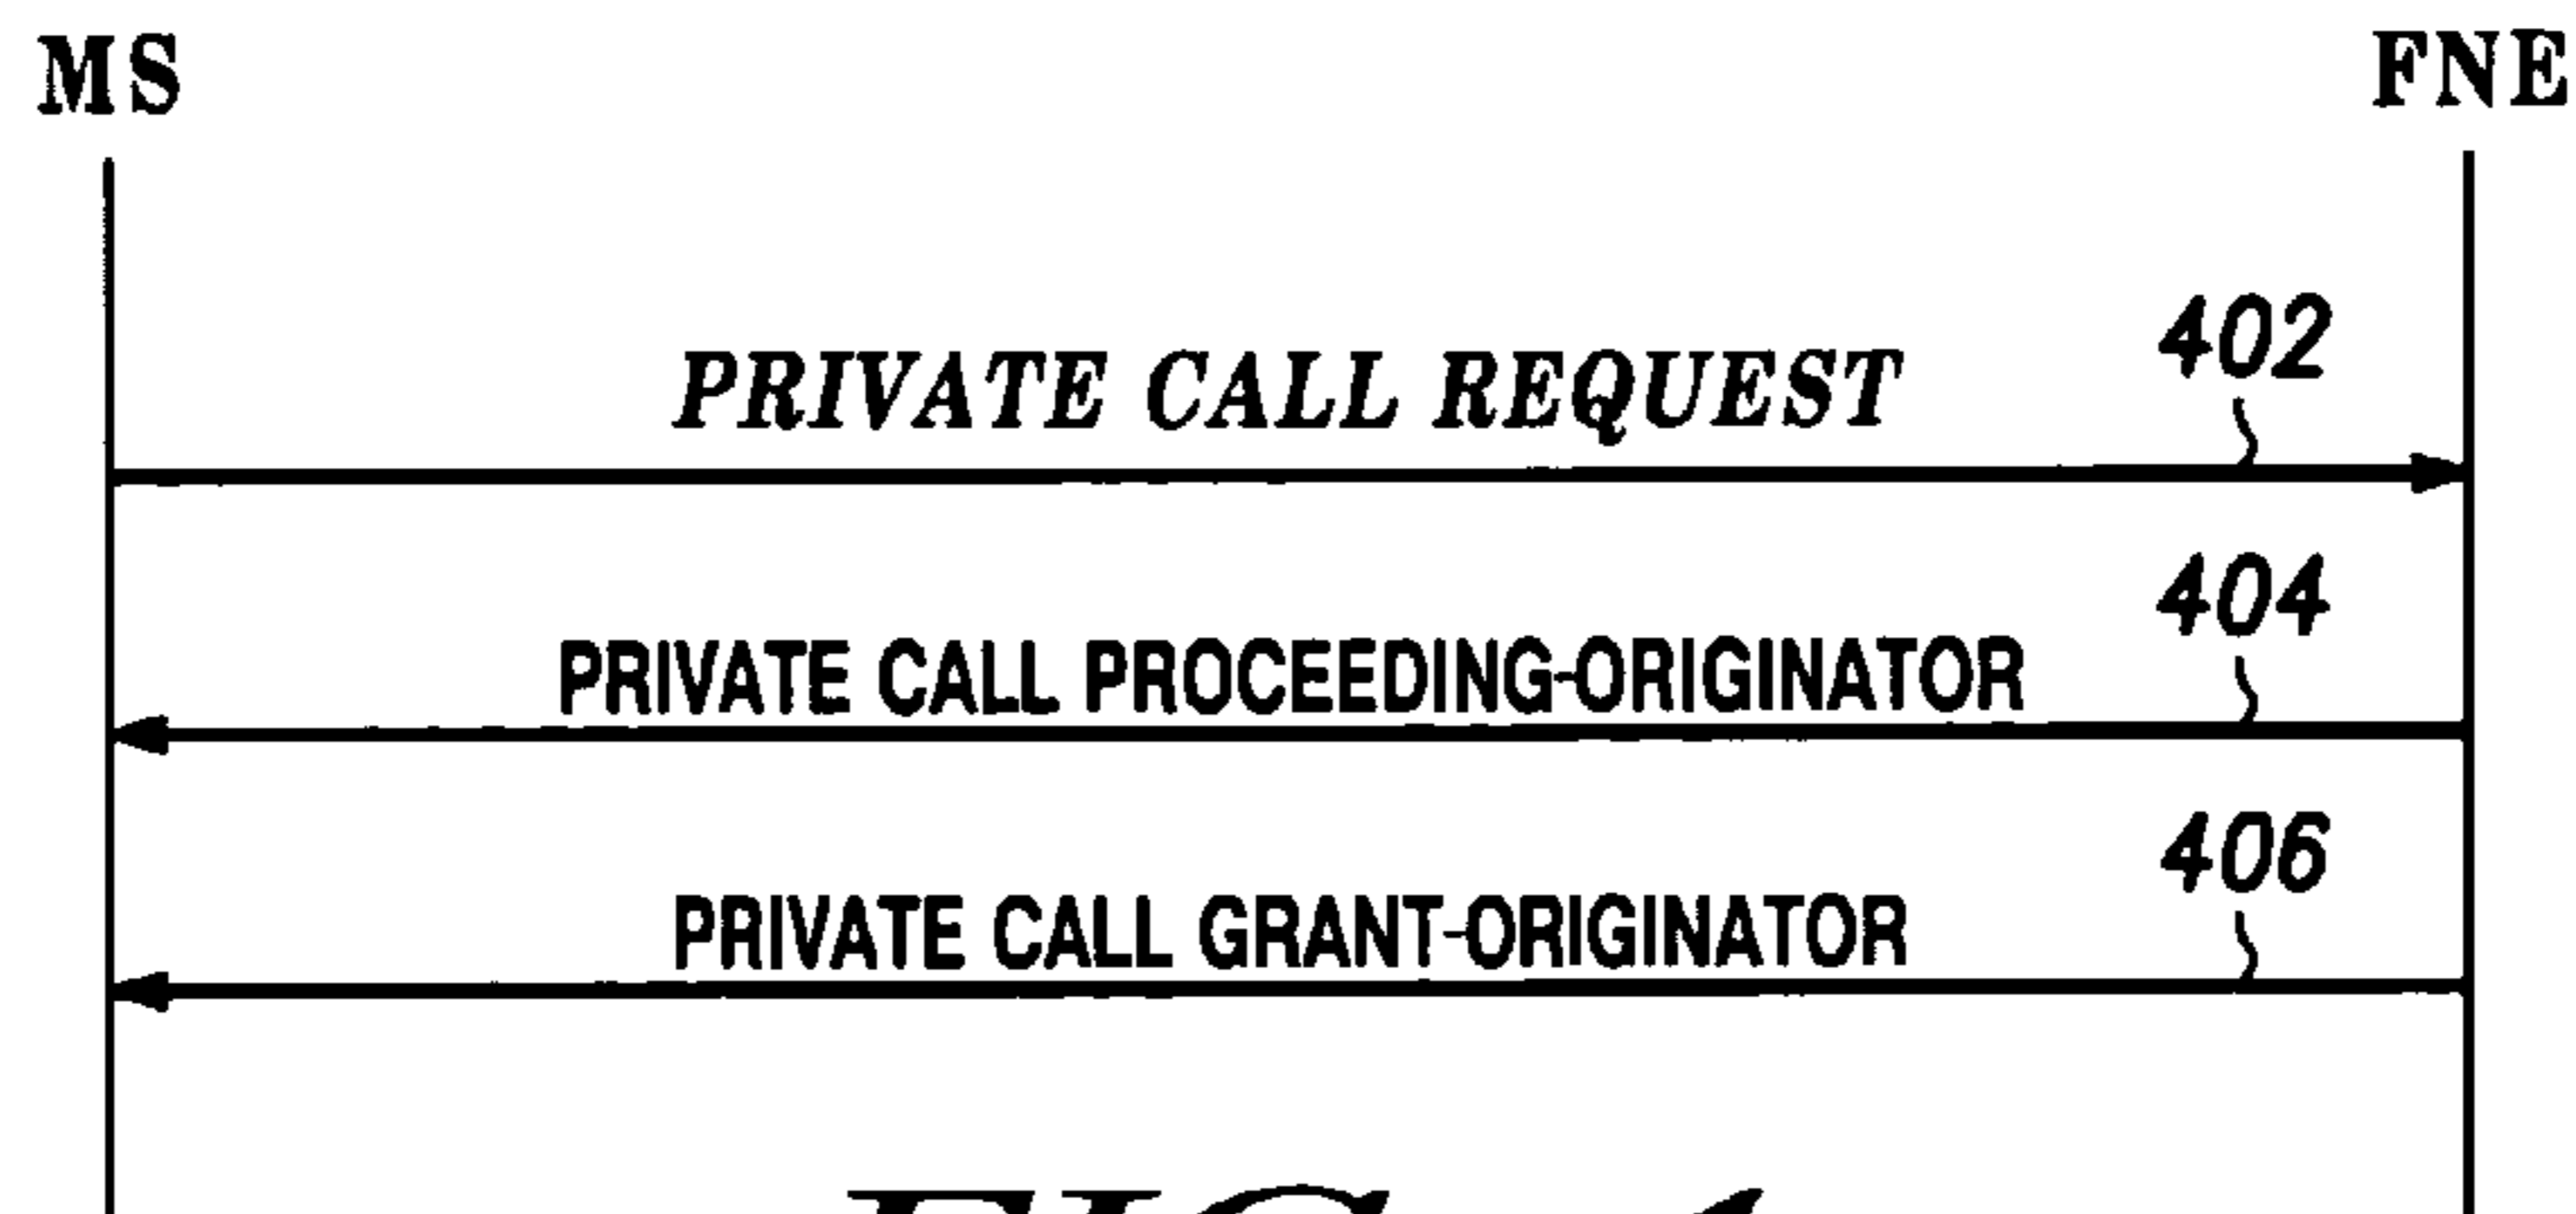 MS FNE
402
PRIVATE CALL REQUEST
404
PRIVATE CALL PROCEEDING-ORIGINATOR
406
PRIVATE CALL GRANT-ORIGINATOR